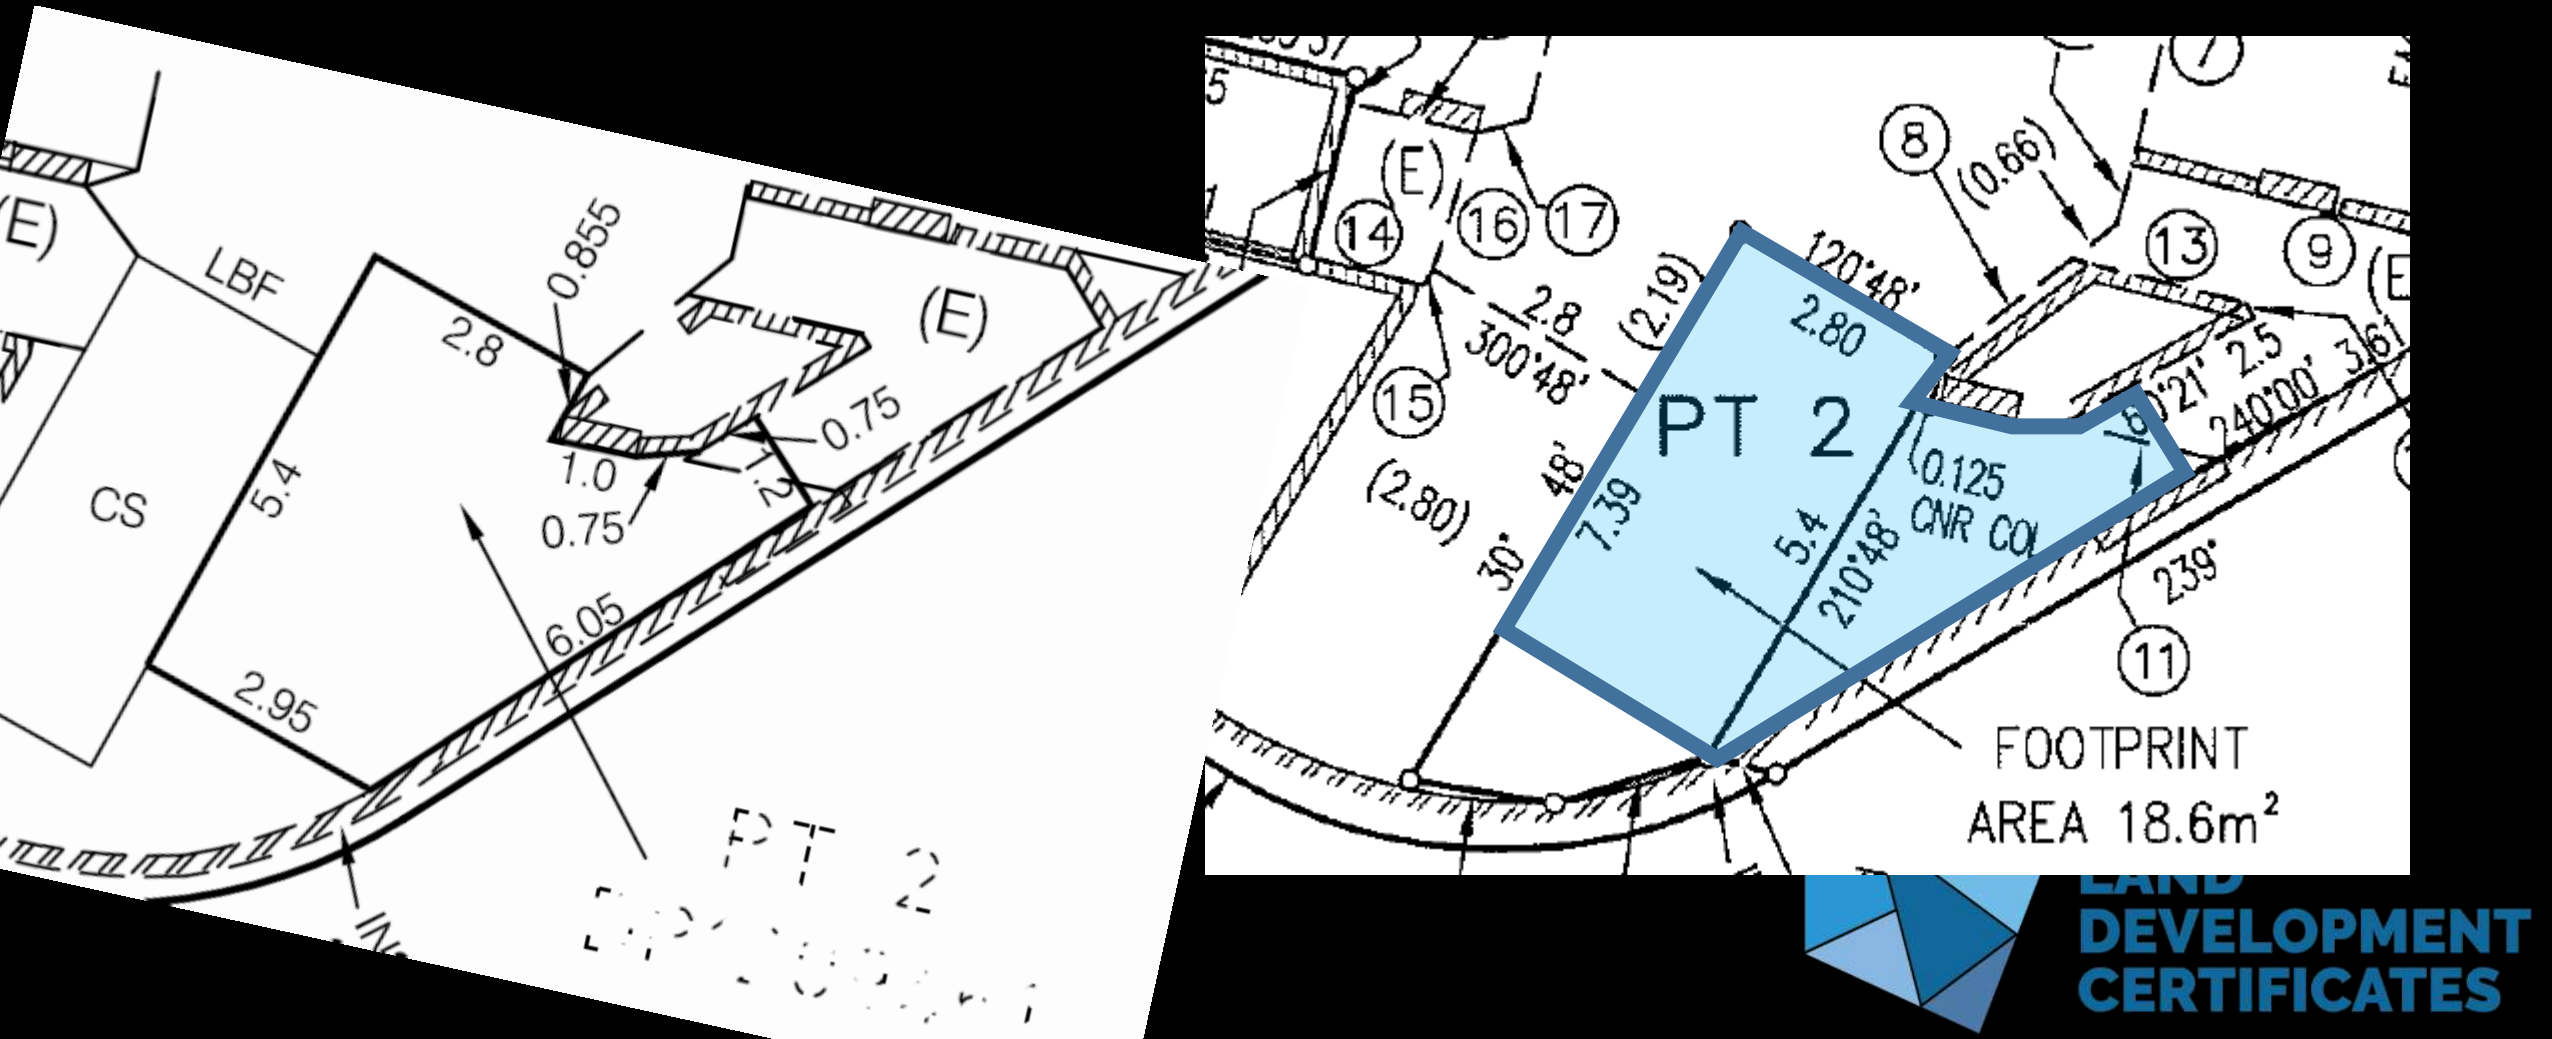 (E)
LBF
2.8
0.855
(E)
CS
5.4
1.0
0.75
0.75
1.2
2.95
6.05
PT 2
5
1
(E)
14
16
17
15
7
8
(0.66)
13
9
(E
120°48'
2.80
(2.19)
2.8
300°48'
PT 2
(2.80)
30° 48'
7.39
5.4
210°48'
0.125
CNR COL
2.5
240°00'
3.61
239°
11
FOOTPRINT
AREA 18.6m²
LAND
DEVELOPMENT
CERTIFICATES